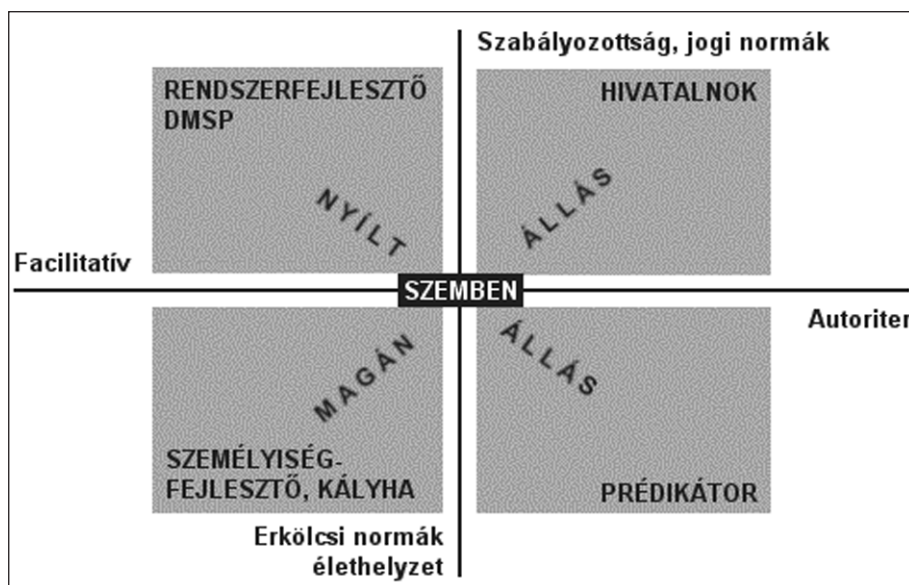 Szabályozottság, jogi normák
RENDSZERFEJLESZTŐ
DMSP
HIVATALNOK
NYÍLT
ÁLLÁS
Facilitatív
SZEMBEN
Autoriter
MAGÁN
ÁLLÁS
SZEMÉLYISÉG-
FEJLESZTŐ, KÁLYHA
PRÉDIKÁTOR
Erkölcsi normák
élethelyzet